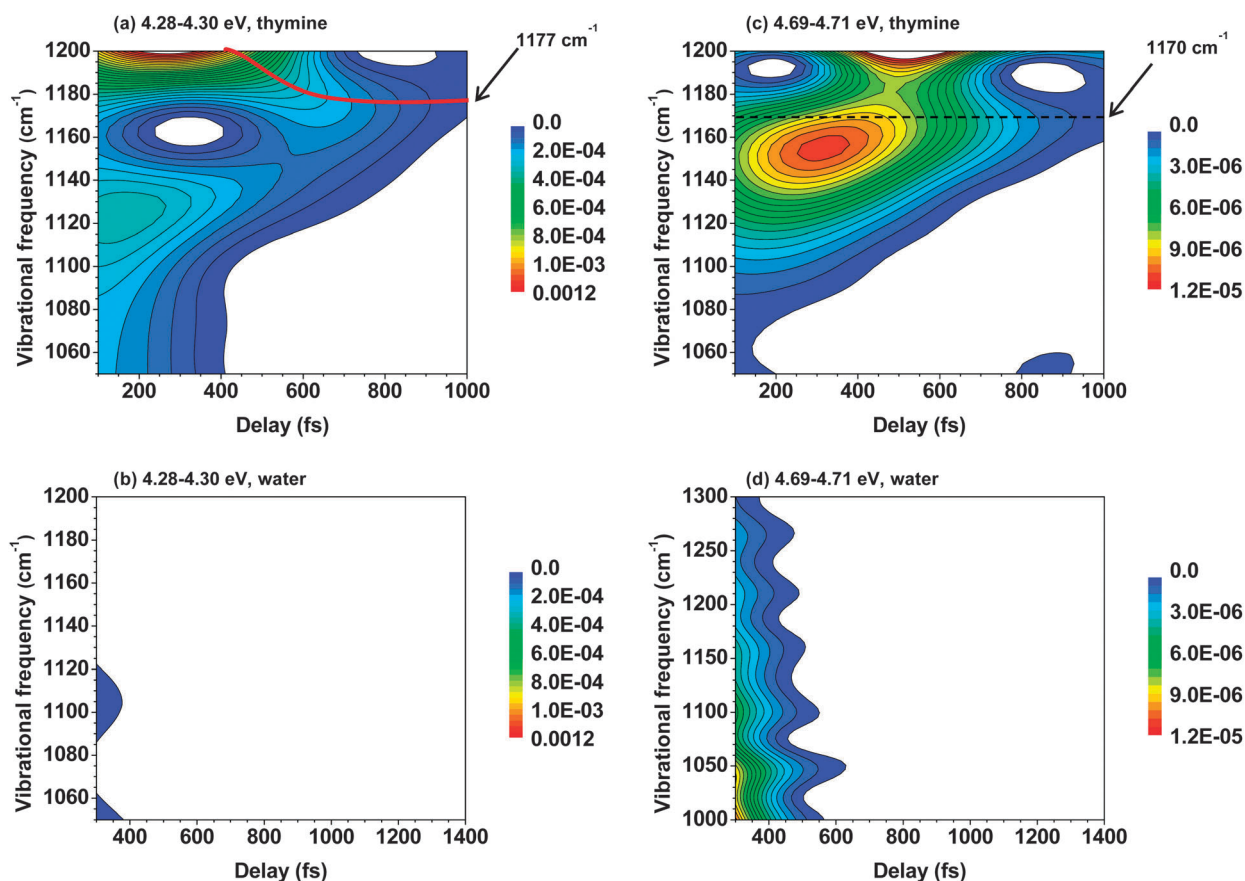 (a) 4.28-4.30 eV, thymine
1177 cm⁻¹
Vibrational frequency (cm⁻¹)
1200
1180
1160
1140
1120
1100
1080
1060
200
400
600
800
1000
Delay (fs)
0.0
2.0E-04
4.0E-04
6.0E-04
8.0E-04
1.0E-03
0.0012
(c) 4.69-4.71 eV, thymine
1170 cm⁻¹
Vibrational frequency (cm⁻¹)
1200
1180
1160
1140
1120
1100
1080
1060
200
400
600
800
1000
Delay (fs)
0.0
3.0E-06
6.0E-06
9.0E-06
1.2E-05
(b) 4.28-4.30 eV, water
Vibrational frequency (cm⁻¹)
1200
1180
1160
1140
1120
1100
1080
1060
400
600
800
1000
1200
1400
Delay (fs)
0.0
2.0E-04
4.0E-04
6.0E-04
8.0E-04
1.0E-03
0.0012
(d) 4.69-4.71 eV, water
Vibrational frequency (cm⁻¹)
1300
1250
1200
1150
1100
1050
1000
400
600
800
1000
1200
1400
Delay (fs)
0.0
3.0E-06
6.0E-06
9.0E-06
1.2E-05